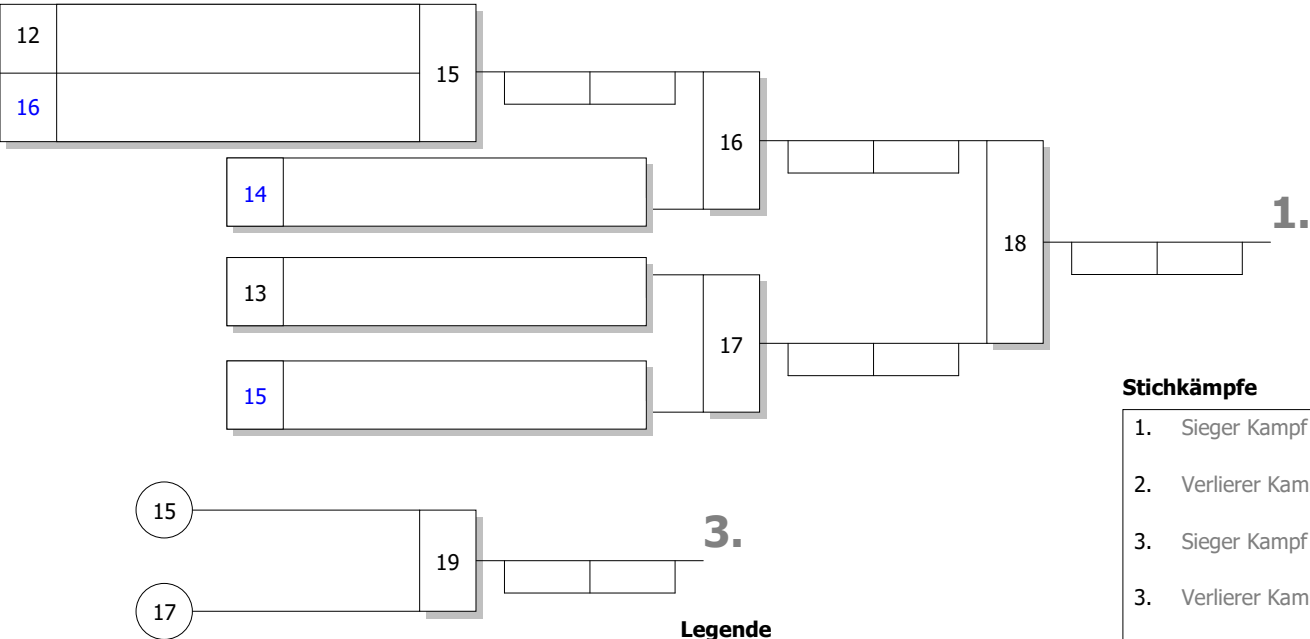 12
15
16
16
14
1.
18
13
17
15
Stichkämpfe
1. Sieger Kampf
2. Verlierer Kam
15
3.
3. Sieger Kampf
19
3. Verlierer Kam
17
Legende